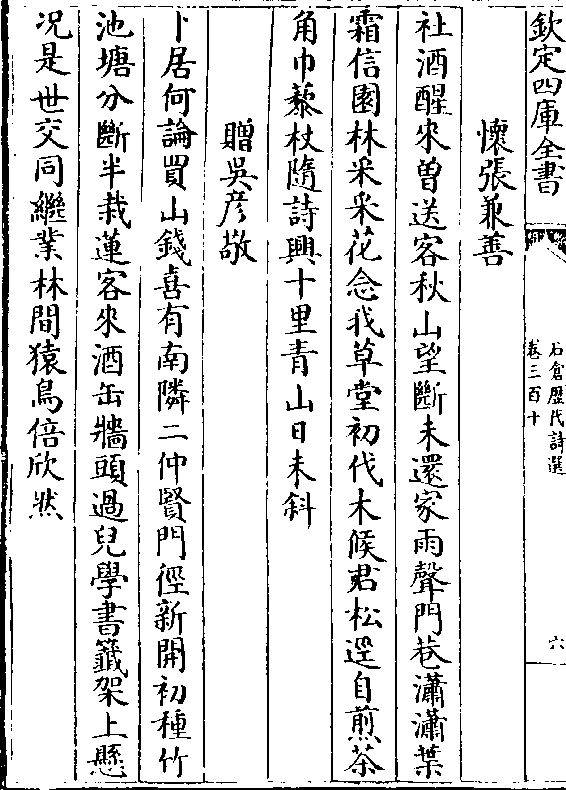 欽定四庫全書
石倉歷代詩選
卷三百十
六
懷張兼善
社酒醒來曽送客秋山望斷未還家雨聲門巷瀟瀟葉
霜信園林采采花念我草堂初代木候君松逕自煎茶
角巾藜杖隨詩興十里青山日未斜
贈吳彦敬
卜居何論買山錢喜有南隣二仲賢門徑新開初種竹
池塘分斷半栽蓮客來酒缶牆頭過兒學書籤架上懸
况是世交同繼業林間猿鳥倍欣然